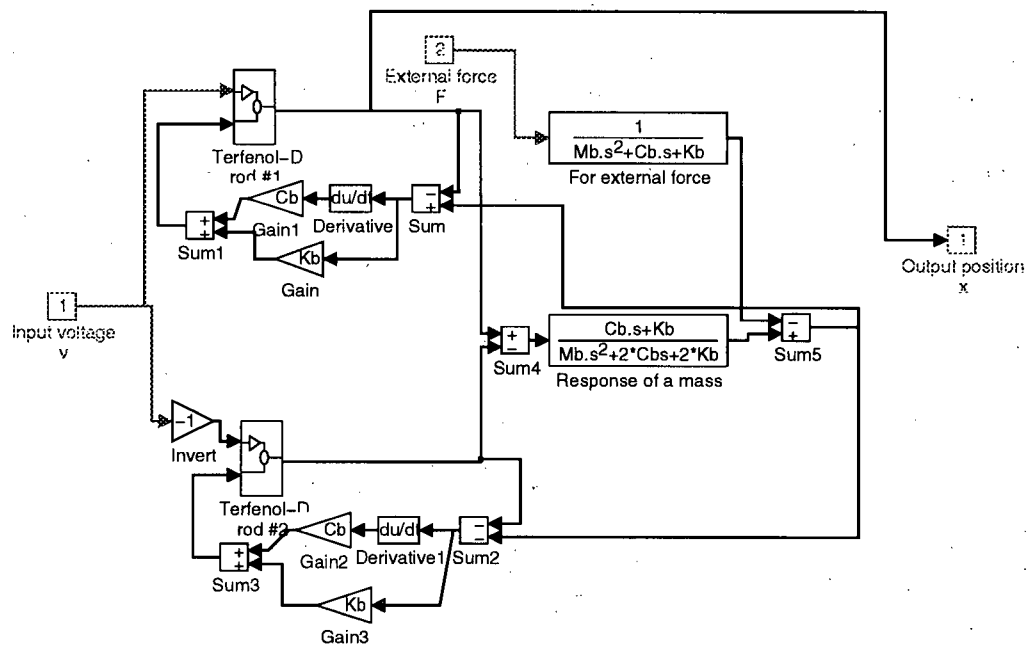 2
External force
F
Terfenol-D
rod #1
1
Mb.s²+Cb.s+Kb
For external force
Cb
du/dt
-
+
Gain1
Derivative
Sum
+
+
Sum1
Kb
Gain
1
Output position
x
1
Input voltage
v
+
-
Sum4
Cb.s+Kb
Mb.s²+2*Cbs+2*Kb
Response of a mass
-
+
Sum5
-1
Invert
Terfenol-D
rod #2
Cb
du/dt
-
-
Gain2
Derivative1
Sum2
+
+
Sum3
Kb
Gain3